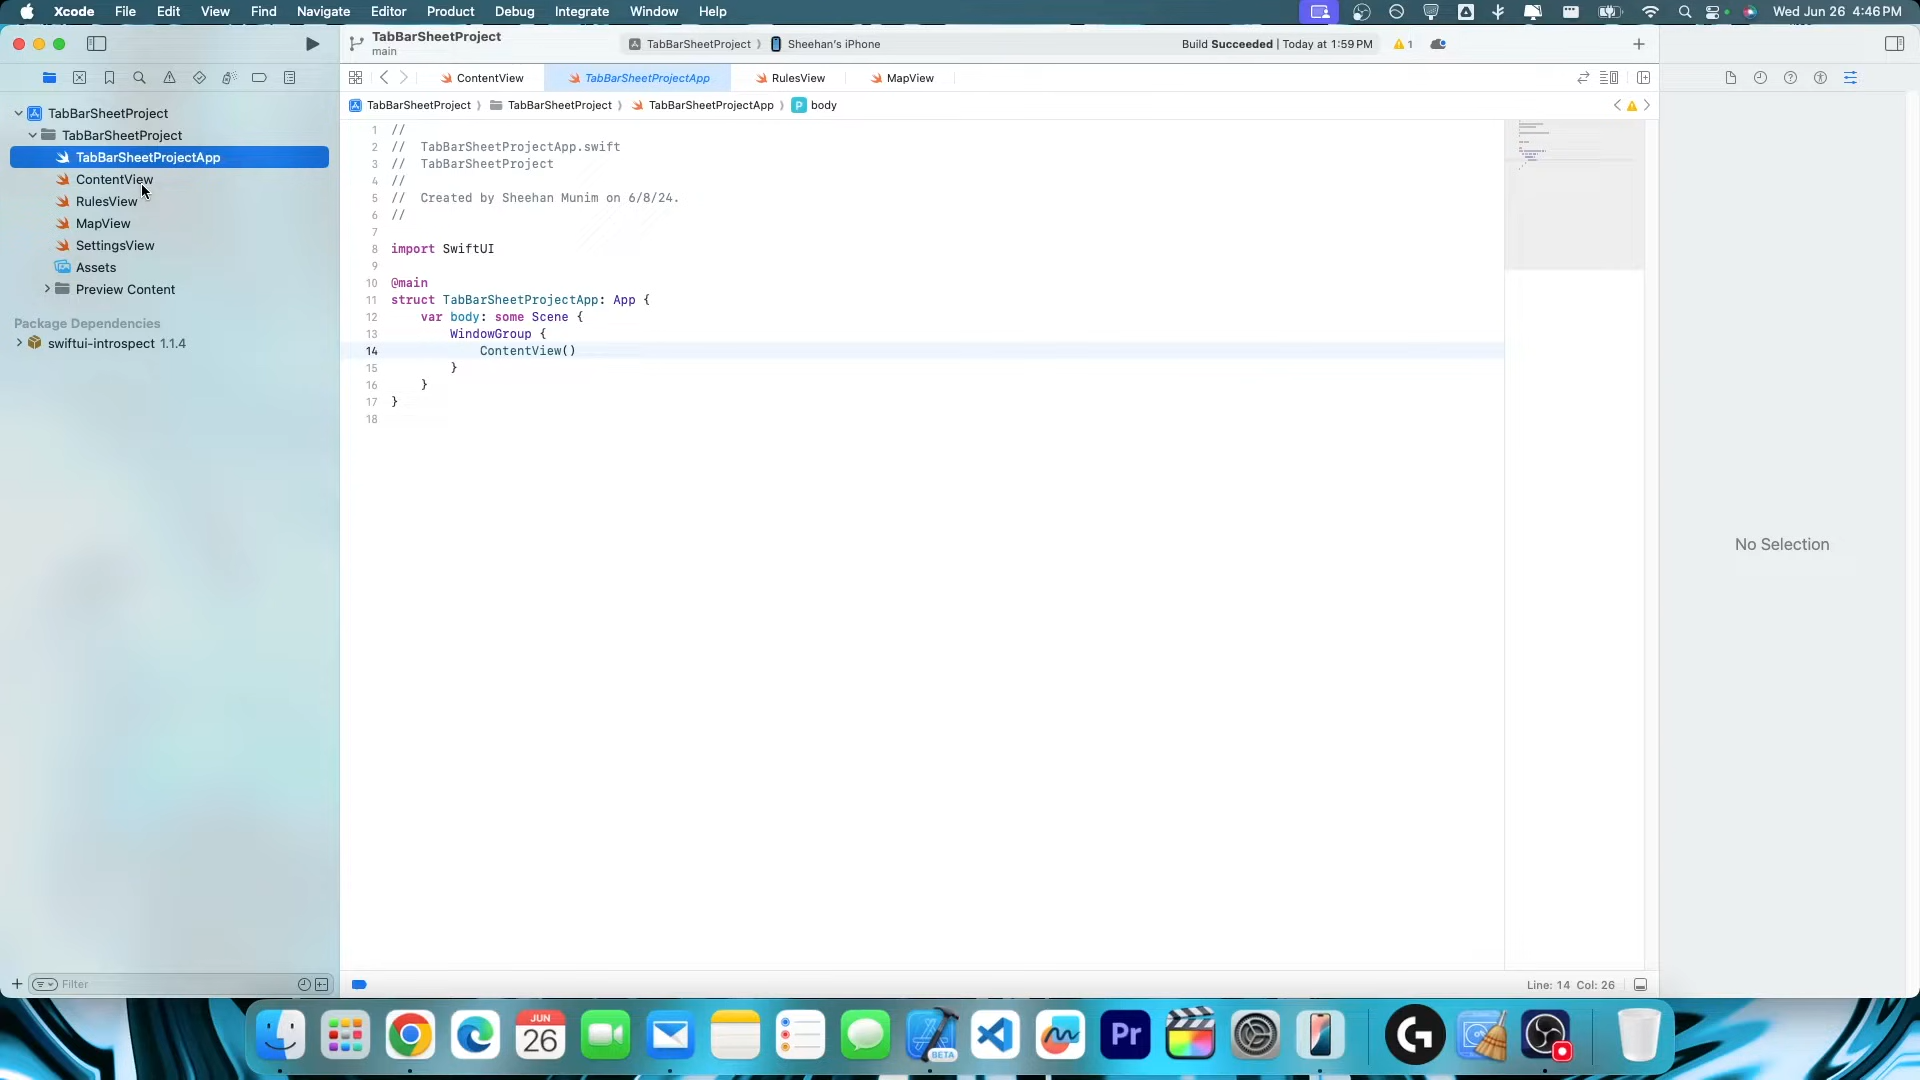 Xcode File Edit View Find Navigate Editor Product Debug Integrate Window Help Wed Jun 26 4:46 PM
TabBarSheetProject
main
TabBarSheetProject
Sheehan's iPhone
Build Succeeded | Today at 1:59 PM
1
ContentView
TabBarSheetProjectApp
RulesView
MapView
TabBarSheetProject
TabBarSheetProject
TabBarSheetProjectApp
P body
TabBarSheetProject
TabBarSheetProject
TabBarSheetProjectApp
ContentView
RulesView
MapView
SettingsView
Assets
Preview Content
Package Dependencies
swiftui-introspect 1.1.4
1 //
2 // TabBarSheetProjectApp.swift
3 // TabBarSheetProject
4 //
5 // Created by Sheehan Munim on 6/8/24.
6 //
7
8 import SwiftUI
9
10 @main
11 struct TabBarSheetProjectApp: App {
12 var body: some Scene {
13 WindowGroup {
14 ContentView()
15 }
16 }
17 }
18
No Selection
Filter
Line: 14 Col: 26
JUN
26
BETA
Pr